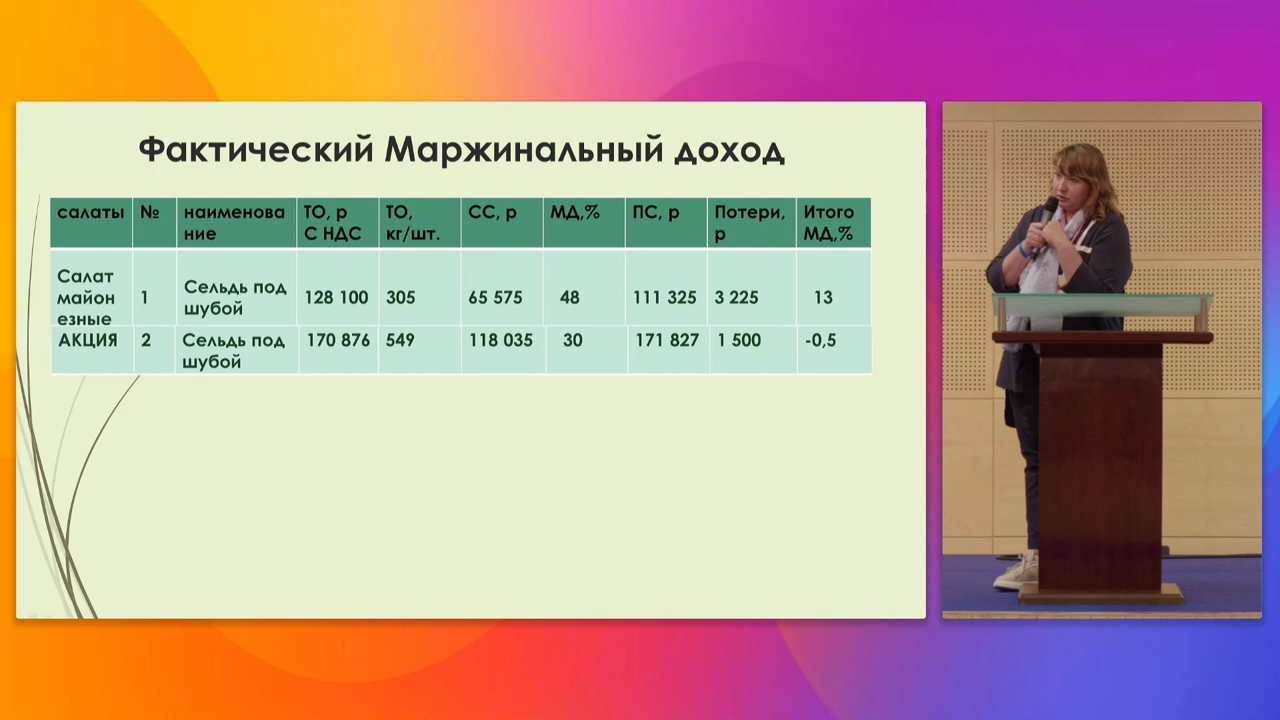 Фактический Маржинальный доход
салаты № наименова ТО, р ТО, СС, р МД,% ПС, р Потери, Итого
ние С НДС кг/шт. р МД,%
Салат
майон 1 Сельдь под 128 100 305 65 575 48 111 325 3 225 13
езные шубой
АКЦИЯ 2 Сельдь под 170 876 549 118 035 30 171 827 1 500 -0,5
шубой